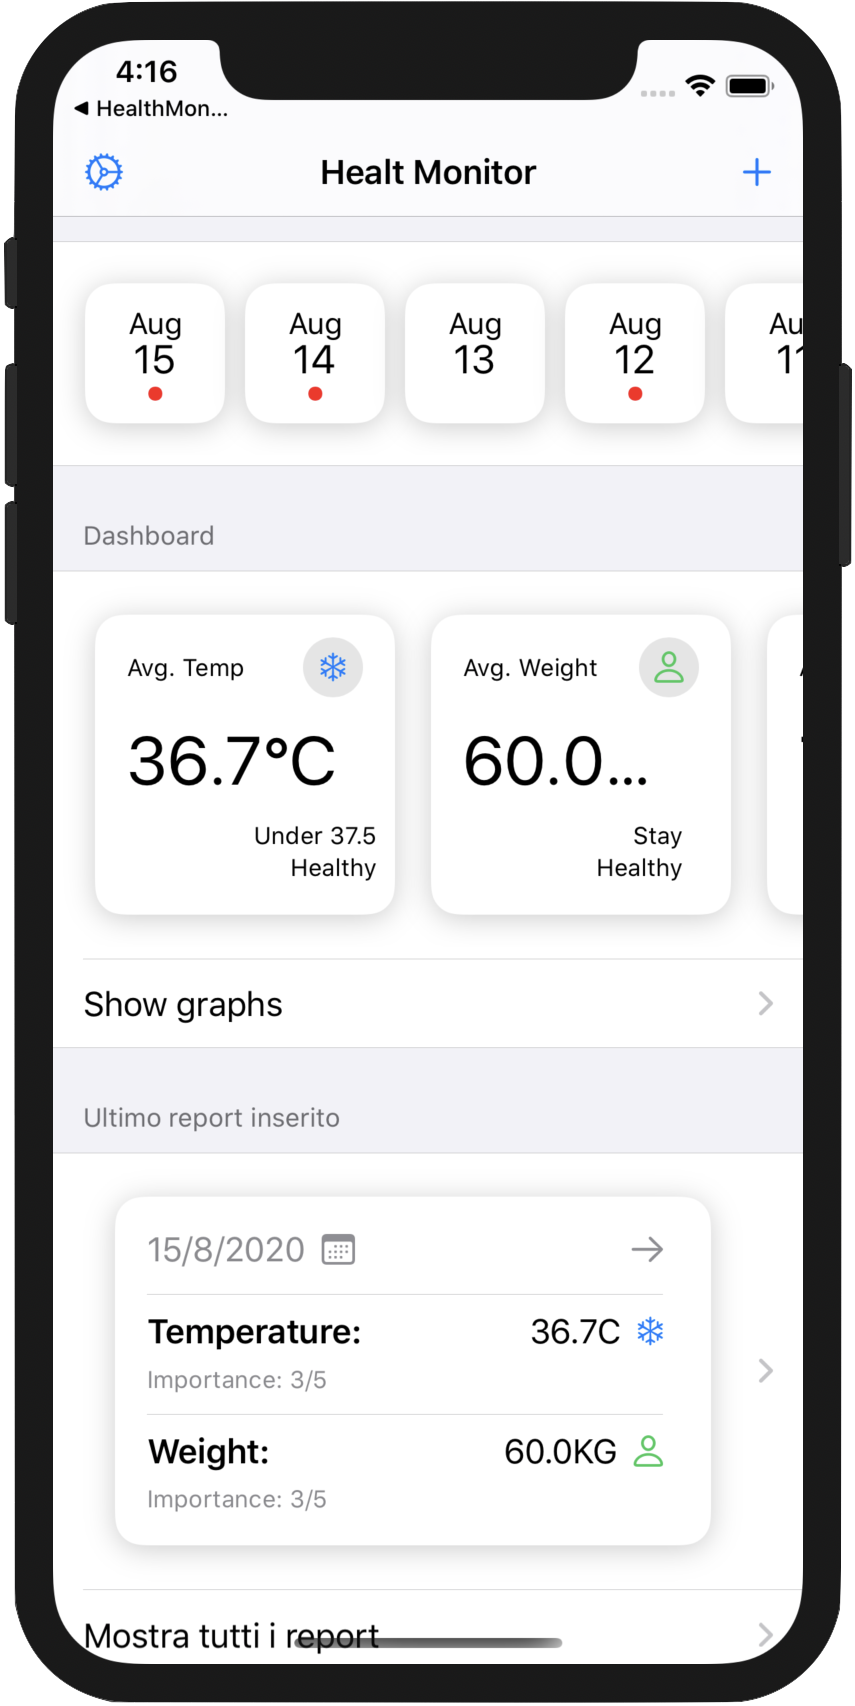 4:16
◀ HealthMon...
Healt Monitor
Aug 15
Aug 14
Aug 13
Aug 12
Au 11
Dashboard
Avg. Temp
36.7°C
Under 37.5
Healthy
Avg. Weight
60.0...
Stay
Healthy
Show graphs
Ultimo report inserito
15/8/2020
Temperature: 36.7C
Importance: 3/5
Weight: 60.0KG
Importance: 3/5
Mostra tutti i report